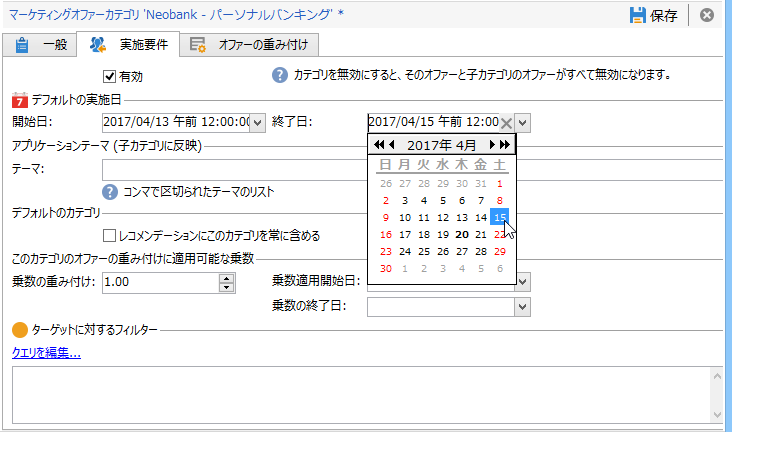 マーケティングオファーカテゴリ 'Neobank - パーソナルバンキング' *
保存
一般 実施要件 オファーの重み付け
有効 ? カテゴリを無効にすると、そのオファーと子カテゴリのオファーがすべて無効になります。
7 デフォルトの実施日
開始日: 2017/04/13 午前 12:00:00 終了日: 2017/04/15 午前 12:00
アプリケーションテーマ (子カテゴリに反映)
テーマ:
? コンマで区切られたテーマのリスト
デフォルトのカテゴリ
レコメンデーションにこのカテゴリを常に含める
このカテゴリのオファーの重み付けに適用可能な乗数
乗数の重み付け: 1.00 乗数適用開始日:
乗数の終了日:
ターゲットに対するフィルター
クエリを編集...
2017年 4月
日 月 火 水 木 金 土
26 27 28 29 30 31 1
2 3 4 5 6 7 8
9 10 11 12 13 14 15
16 17 18 19 20 21 22
23 24 25 26 27 28 29
30 1 2 3 4 5 6